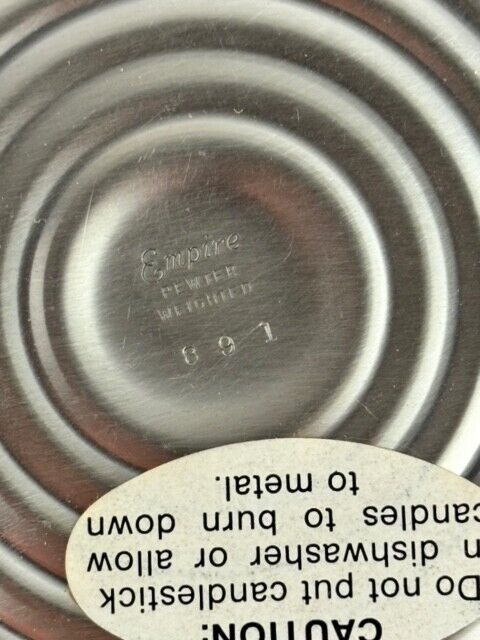 Empire
PEWTER
WEIGHTED
891
CAUTION:
Do not put candlestick
in dishwasher or allow
candles to burn down
to metal.